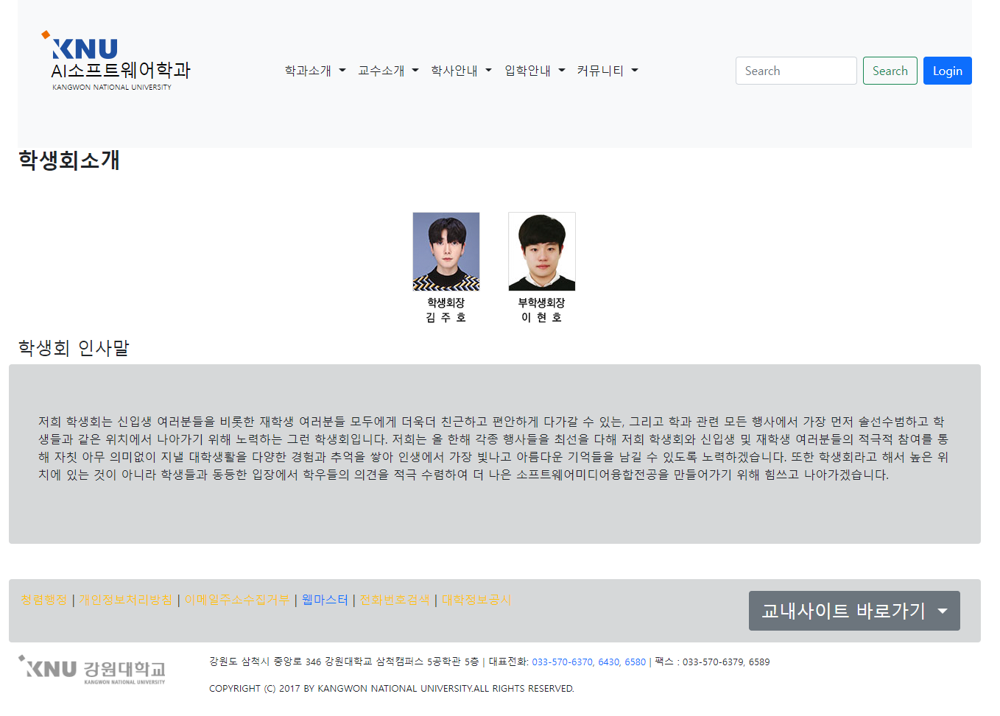 KNU
AI소프트웨어학과
KANGWON NATIONAL UNIVERSITY
학과소개 교수소개 학사안내 입학안내 커뮤니티
Search Search Login
학생회소개
학생회장 부학생회장
김 주 호 이 현 호
학생회 인사말
저희 학생회는 신입생 여러분들을 비롯한 재학생 여러분들 모두에게 더욱더 친근하고 편안하게 다가갈 수 있는, 그리고 학과 관련 모든 행사에서 가장 먼저 솔선수범하고 학
생들과 같은 위치에서 나아가기 위해 노력하는 그런 학생회입니다. 저희는 올 한해 각종 행사들을 최선을 다해 저희 학생회와 신입생 및 재학생 여러분들의 적극적 참여를 통
해 자칫 아무 의미없이 지낼 대학생활을 다양한 경험과 추억을 쌓아 인생에서 가장 빛나고 아름다운 기억들을 남길 수 있도록 노력하겠습니다. 또한 학생회라고 해서 높은 위
치에 있는 것이 아니라 학생들과 동등한 입장에서 학우들의 의견을 적극 수렴하여 더 나은 소프트웨어미디어융합전공을 만들어가기 위해 힘쓰고 나아가겠습니다.
청렴행정 | 개인정보처리방침 | 이메일주소수집거부 | 웹마스터 | 전화번호검색 | 대학정보공시
교내사이트 바로가기
KNU 강원대학교
KANGWON NATIONAL UNIVERSITY
강원도 삼척시 중앙로 346 강원대학교 삼척캠퍼스 5공학관 5층 | 대표전화: 033-570-6370, 6430, 6580 | 팩스 : 033-570-6379, 6589
COPYRIGHT (C) 2017 BY KANGWON NATIONAL UNIVERSITY.ALL RIGHTS RESERVED.